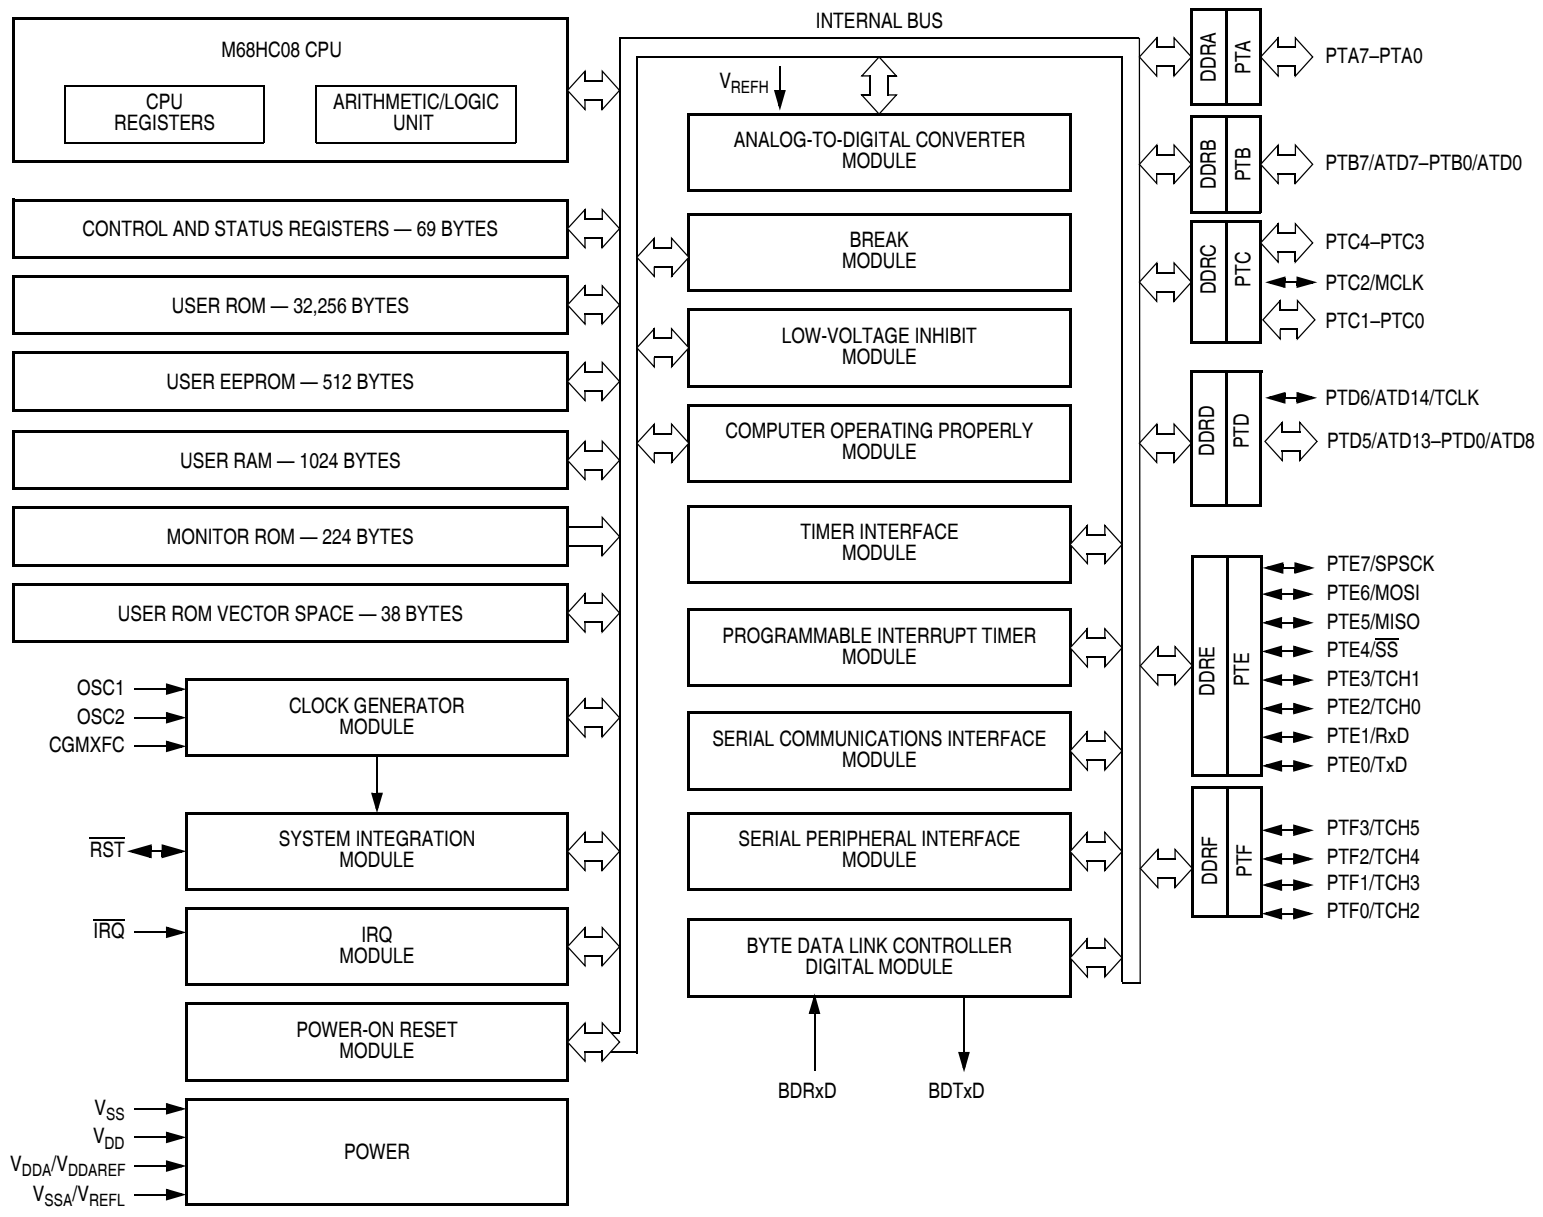 INTERNAL BUS
M68HC08 CPU
CPU
REGISTERS
ARITHMETIC/LOGIC
UNIT
CONTROL AND STATUS REGISTERS — 69 BYTES
USER ROM — 32,256 BYTES
USER EEPROM — 512 BYTES
USER RAM — 1024 BYTES
MONITOR ROM — 224 BYTES
USER ROM VECTOR SPACE — 38 BYTES
OSC1
OSC2
CGMXFC
CLOCK GENERATOR
MODULE
RST
SYSTEM INTEGRATION
MODULE
IRQ
IRQ
MODULE
POWER-ON RESET
MODULE
VSS
VDD
VDDA/VDDAREF
VSSA/VREFL
POWER
VREFH
ANALOG-TO-DIGITAL CONVERTER
MODULE
BREAK
MODULE
LOW-VOLTAGE INHIBIT
MODULE
COMPUTER OPERATING PROPERLY
MODULE
TIMER INTERFACE
MODULE
PROGRAMMABLE INTERRUPT TIMER
MODULE
SERIAL COMMUNICATIONS INTERFACE
MODULE
SERIAL PERIPHERAL INTERFACE
MODULE
BYTE DATA LINK CONTROLLER
DIGITAL MODULE
BDRxD
BDTxD
DDRA
PTA
PTA7–PTA0
DDRB
PTB
PTB7/ATD7–PTB0/ATD0
DDRC
PTC
PTC4–PTC3
PTC2/MCLK
PTC1–PTC0
DDRD
PTD
PTD6/ATD14/TCLK
PTD5/ATD13–PTD0/ATD8
DDRE
PTE
PTE7/SPSCK
PTE6/MOSI
PTE5/MISO
PTE4/SS
PTE3/TCH1
PTE2/TCH0
PTE1/RxD
PTE0/TxD
DDRF
PTF
PTF3/TCH5
PTF2/TCH4
PTF1/TCH3
PTF0/TCH2